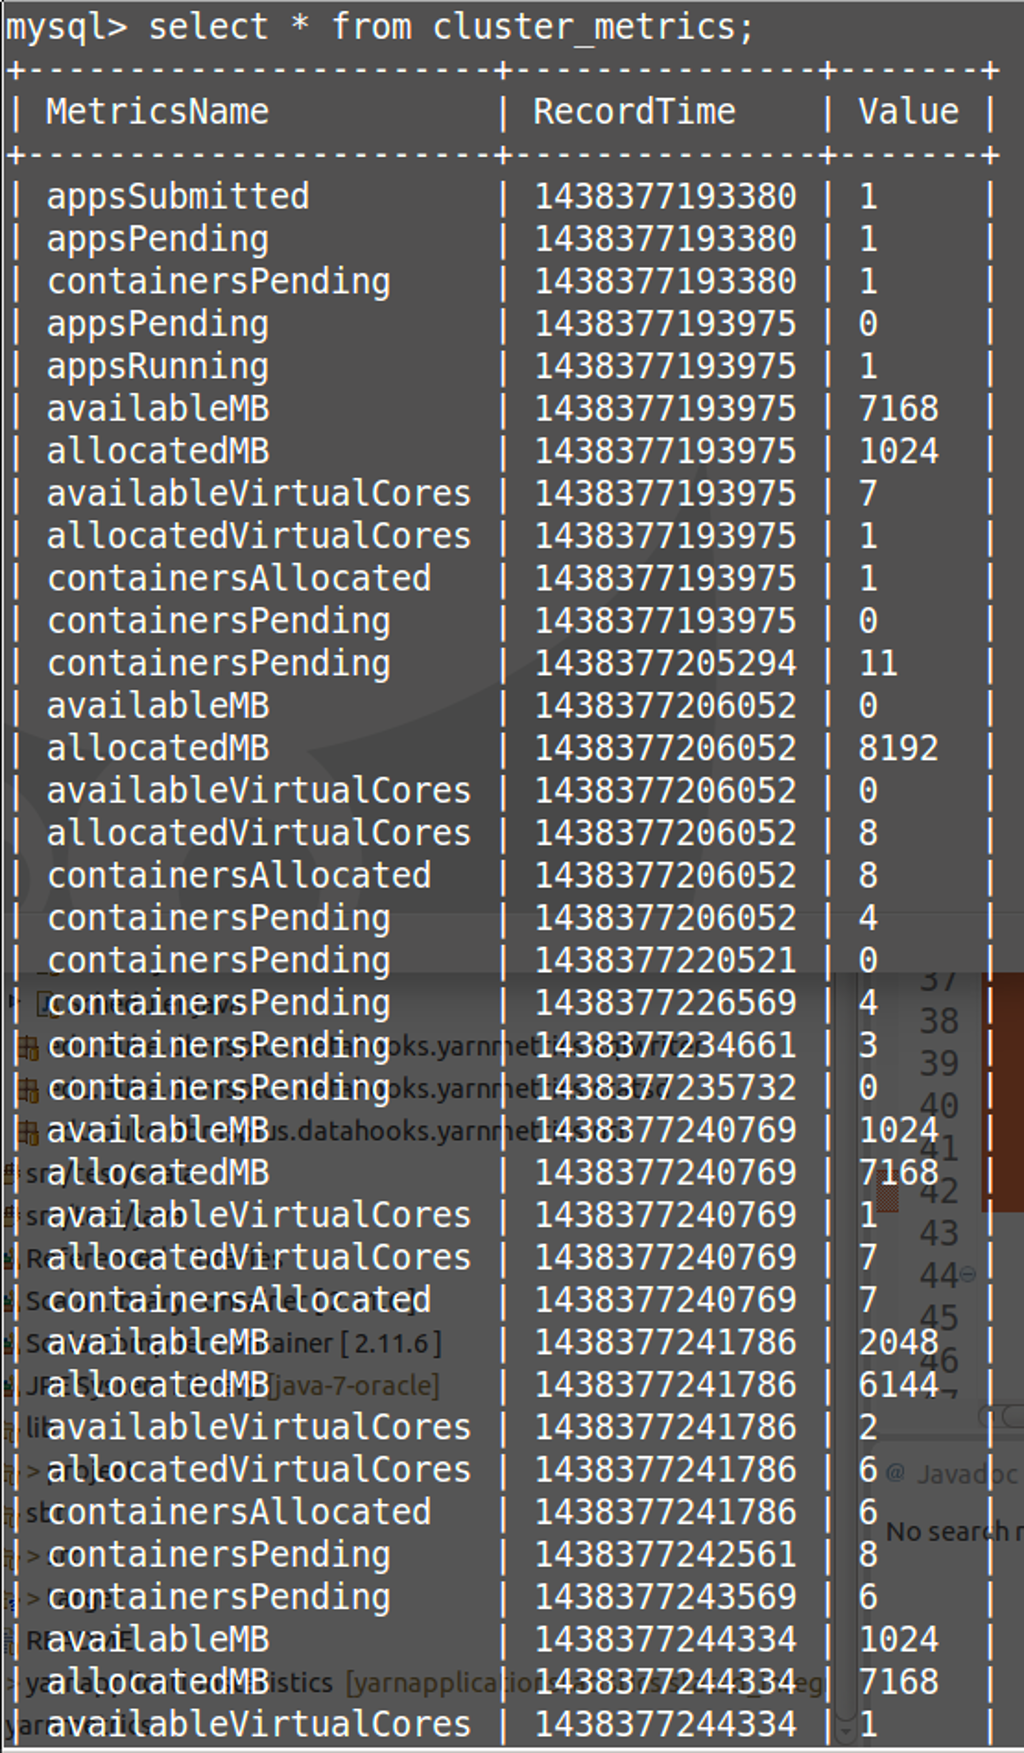 mysql> select * from cluster_metrics;
+------------------------+---------------+-------+
| MetricsName            | RecordTime    | Value |
+------------------------+---------------+-------+
| appsSubmitted          | 1438377193380 | 1     |
| appsPending            | 1438377193380 | 1     |
| containersPending      | 1438377193380 | 1     |
| appsPending            | 1438377193975 | 0     |
| appsRunning            | 1438377193975 | 1     |
| availableMB            | 1438377193975 | 7168  |
| allocatedMB            | 1438377193975 | 1024  |
| availableVirtualCores  | 1438377193975 | 7     |
| allocatedVirtualCores  | 1438377193975 | 1     |
| containersAllocated    | 1438377193975 | 1     |
| containersPending      | 1438377193975 | 0     |
| containersPending      | 1438377205294 | 11    |
| availableMB            | 1438377206052 | 0     |
| allocatedMB            | 1438377206052 | 8192  |
| availableVirtualCores  | 1438377206052 | 0     |
| allocatedVirtualCores  | 1438377206052 | 8     |
| containersAllocated    | 1438377206052 | 8     |
| containersPending      | 1438377206052 | 4     |
| containersPending      | 1438377220521 | 0     |
| containersPending      | 1438377226569 | 4     |
| containersPending      | 1438377234661 | 3     |
| containersPending      | 1438377235732 | 0     |
| availableMB            | 1438377240769 | 1024  |
| allocatedMB            | 1438377240769 | 7168  |
| availableVirtualCores  | 1438377240769 | 1     |
| allocatedVirtualCores  | 1438377240769 | 7     |
| containersAllocated    | 1438377240769 | 7     |
| availableMB            | 1438377241786 | 2048  |
| allocatedMB            | 1438377241786 | 6144  |
| availableVirtualCores  | 1438377241786 | 2     |
| allocatedVirtualCores  | 1438377241786 | 6     |
| containersAllocated    | 1438377241786 | 6     |
| containersPending      | 1438377242561 | 8     |
| containersPending      | 1438377243569 | 6     |
| availableMB            | 1438377244334 | 1024  |
| allocatedMB            | 1438377244334 | 7168  |
| availableVirtualCores  | 1438377244334 | 1     |
37
38
39
40
41
42
43
44
45
46
[ 2.11.6 ]
[java-7-oracle]
@ Javadoc
No search